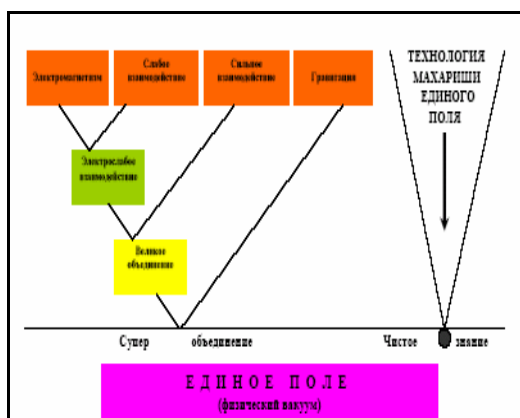 Электромагнетизм
Слабое
взаимодействие
Сильное
взаимодействие
Гравитация
ТЕХНОЛОГИЯ
МАХАРИШИ
ЕДИНОГО
ПОЛЯ
Электрослабое
взаимодействие
Великое
объединение
Супер объединение
Чистое знание
ЕДИНОЕ ПОЛЕ
(физический вакуум)